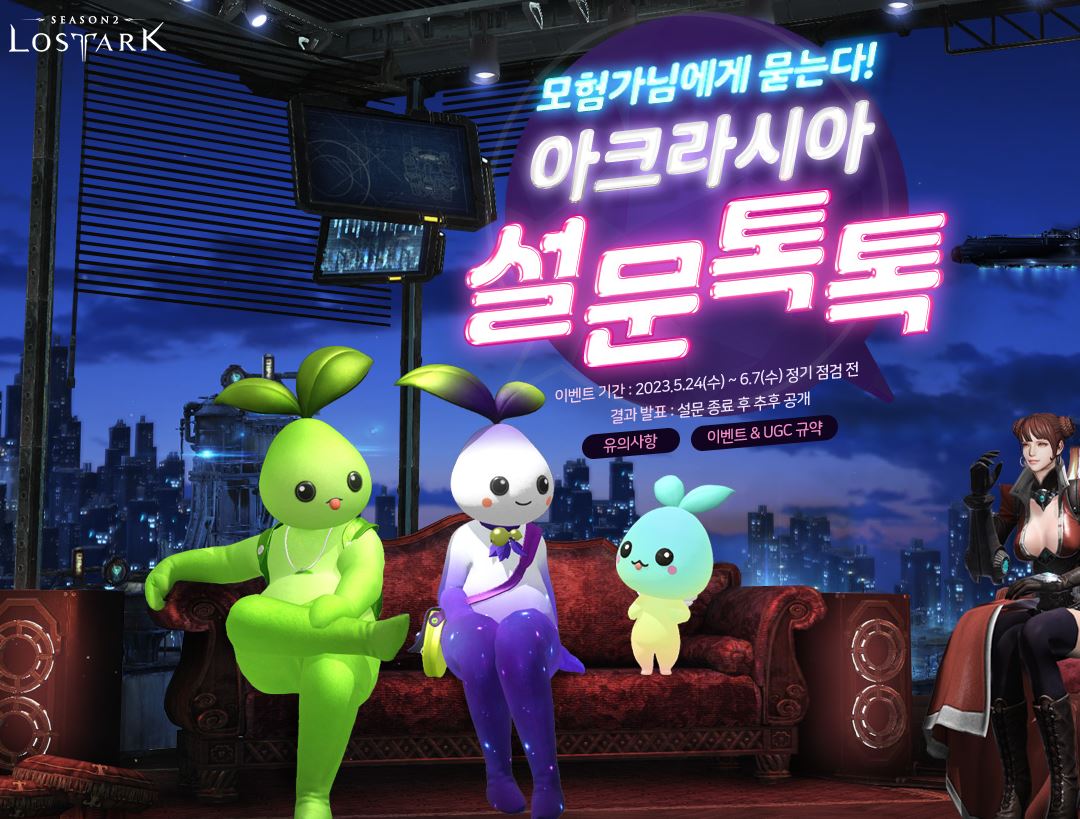 SEASON2
LOSTARK
모험가님에게 묻는다!
아크라시아
설문톡톡
이벤트 기간 : 2023.5.24(수) ~ 6.7(수) 정기 점검 전
결과 발표 : 설문 종료 후 추후 공개
유의사항
이벤트 & UGC 규약